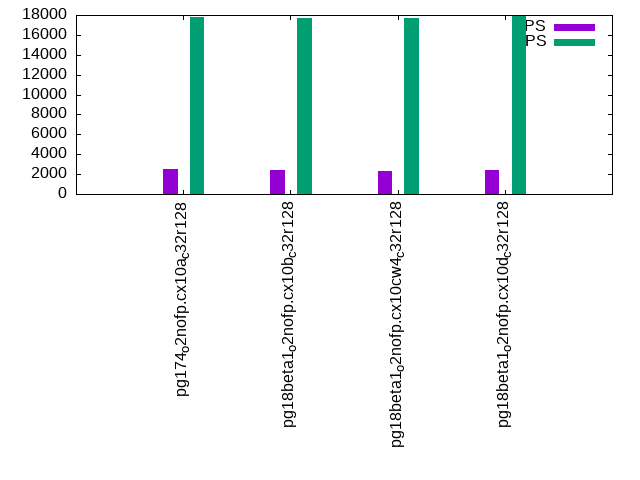 18000
16000
14000
12000
10000
8000
6000
4000
2000
0
PS
PS
pg174o2nofp.cx10ac32r128
pg18beta1o2nofp.cx10bc32r128
pg18beta1o2nofp.cx10cw4c32r128
pg18beta1o2nofp.cx10dc32r128